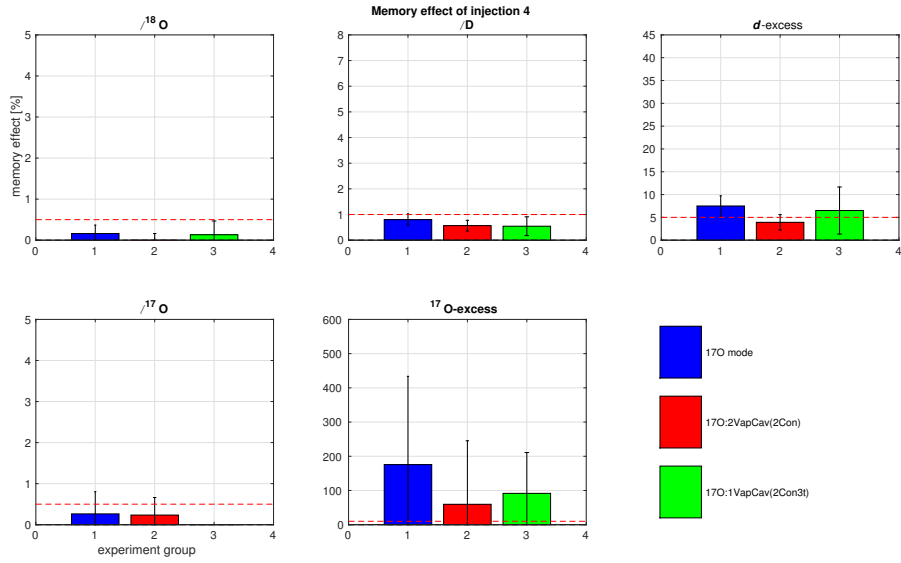 Memory effect of injection 4
/¹⁸O
/D
d-excess
memory effect [%]
5
4
3
2
1
0
0 1 2 3 4
8
7
6
5
4
3
2
1
0
0 1 2 3 4
45
40
35
30
25
20
15
10
5
0
0 1 2 3 4
/¹⁷O
¹⁷O-excess
5
4
3
2
1
0
0 1 2 3 4
experiment group
600
500
400
300
200
100
0
0 1 2 3 4
17O mode
17O:2VapCav(2Con)
17O:1VapCav(2Con3t)